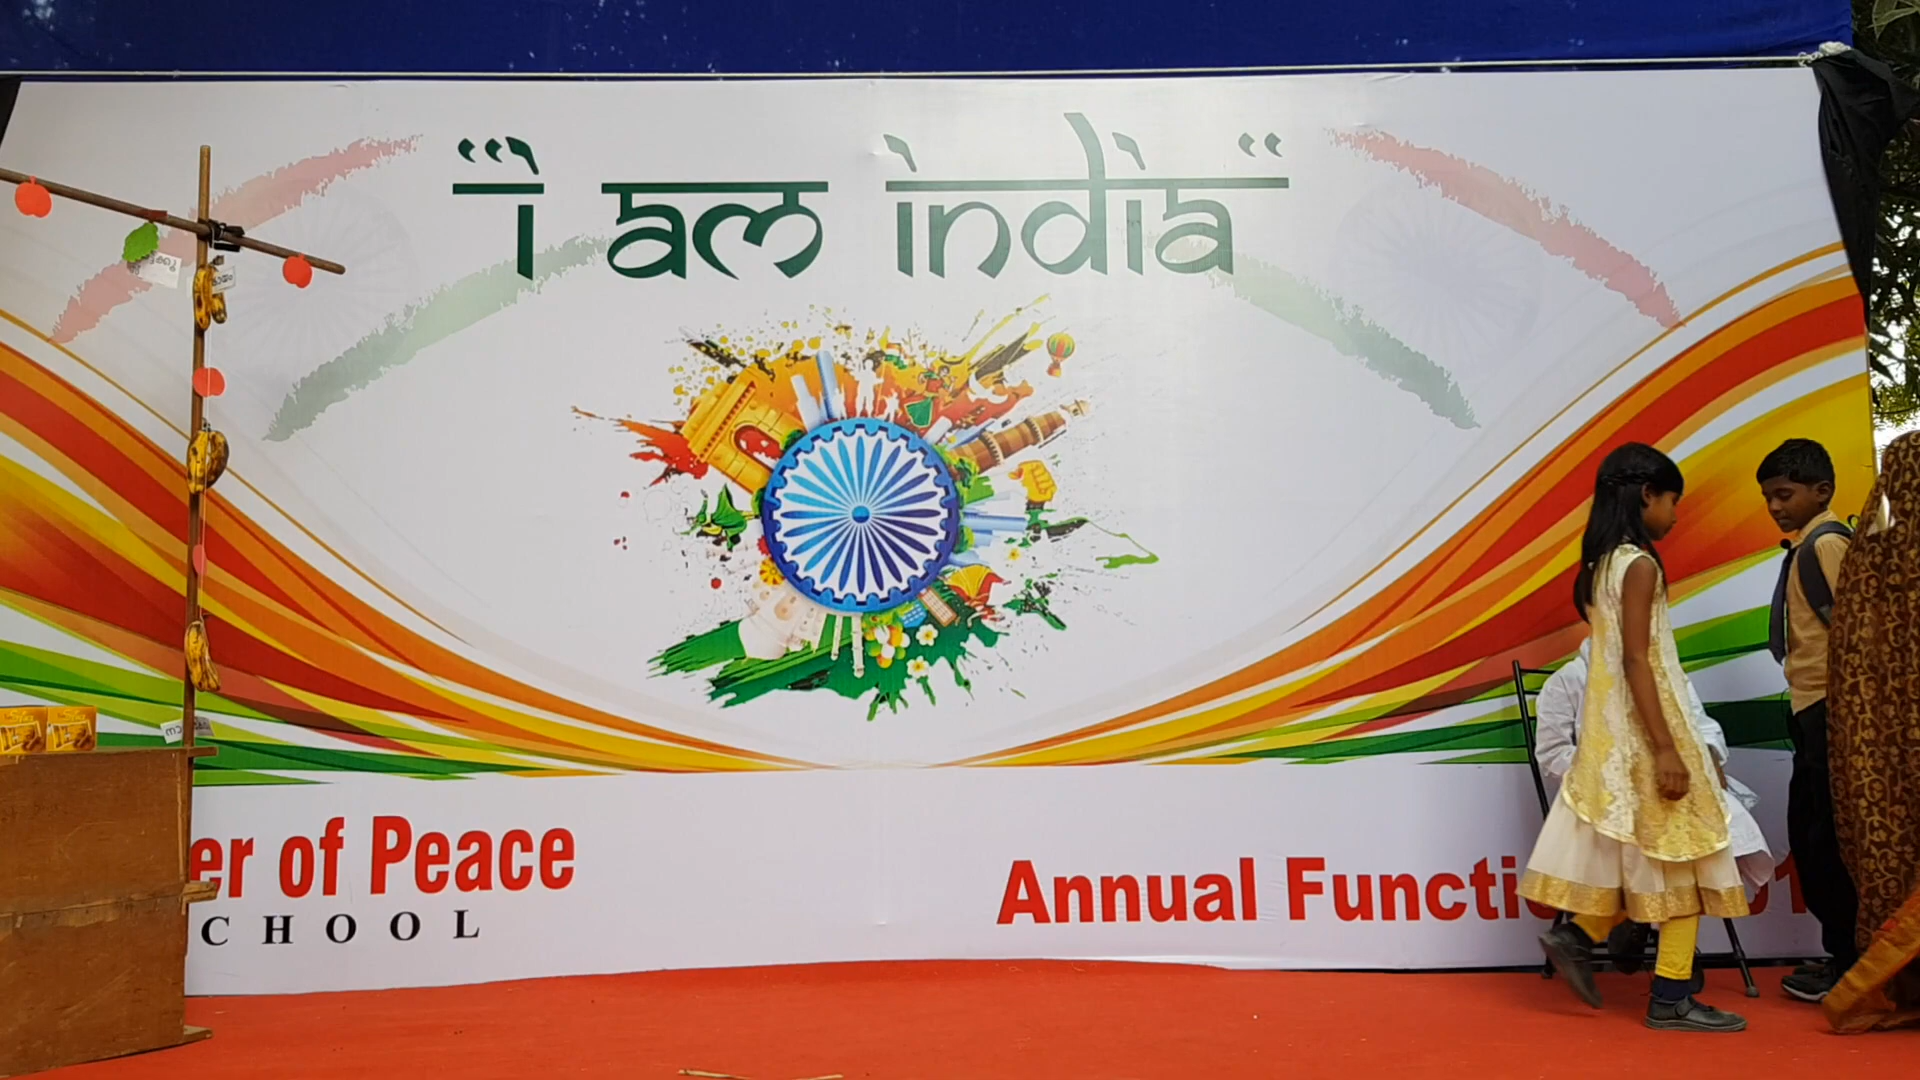 "i am india"
er of Peace
CHOOL
Annual Functi